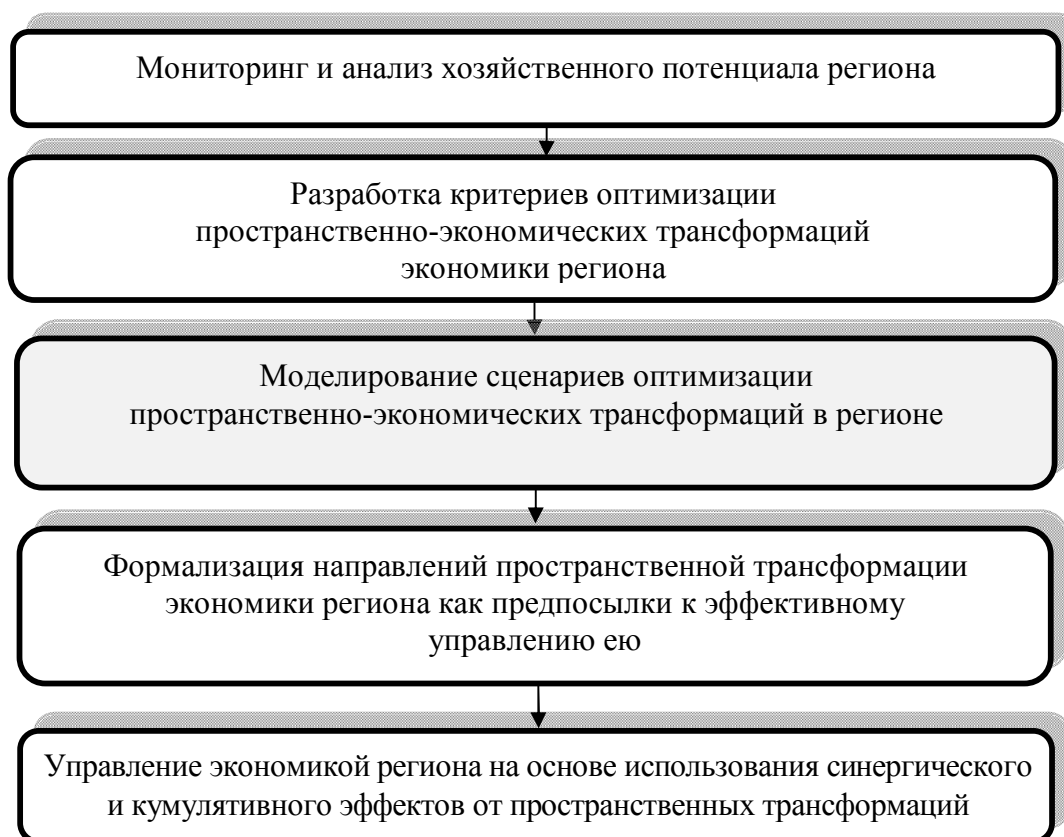 Мониторинг и анализ хозяйственного потенциала региона
Разработка критериев оптимизации
пространственно-экономических трансформаций
экономики региона
Моделирование сценариев оптимизации
пространственно-экономических трансформаций в регионе
Формализация направлений пространственной трансформации
экономики региона как предпосылки к эффективному
управлению ею
Управление экономикой региона на основе использования синергического
и кумулятивного эффектов от пространственных трансформаций